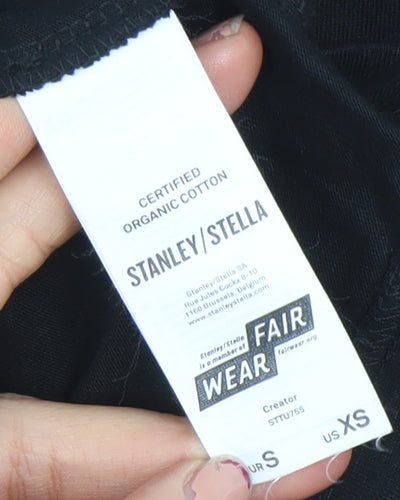 CERTIFIED
ORGANIC COTTON
STANLEY/STELLA
Stanley/Stella SA
Rue Jules Cockx 8-10
1160 Brussels, Belgium
www.stanleystella.com
Stanley/Stella
is a member of
FAIR
WEAR
fairwear.org
Creator
STTU755
UR S
US XS